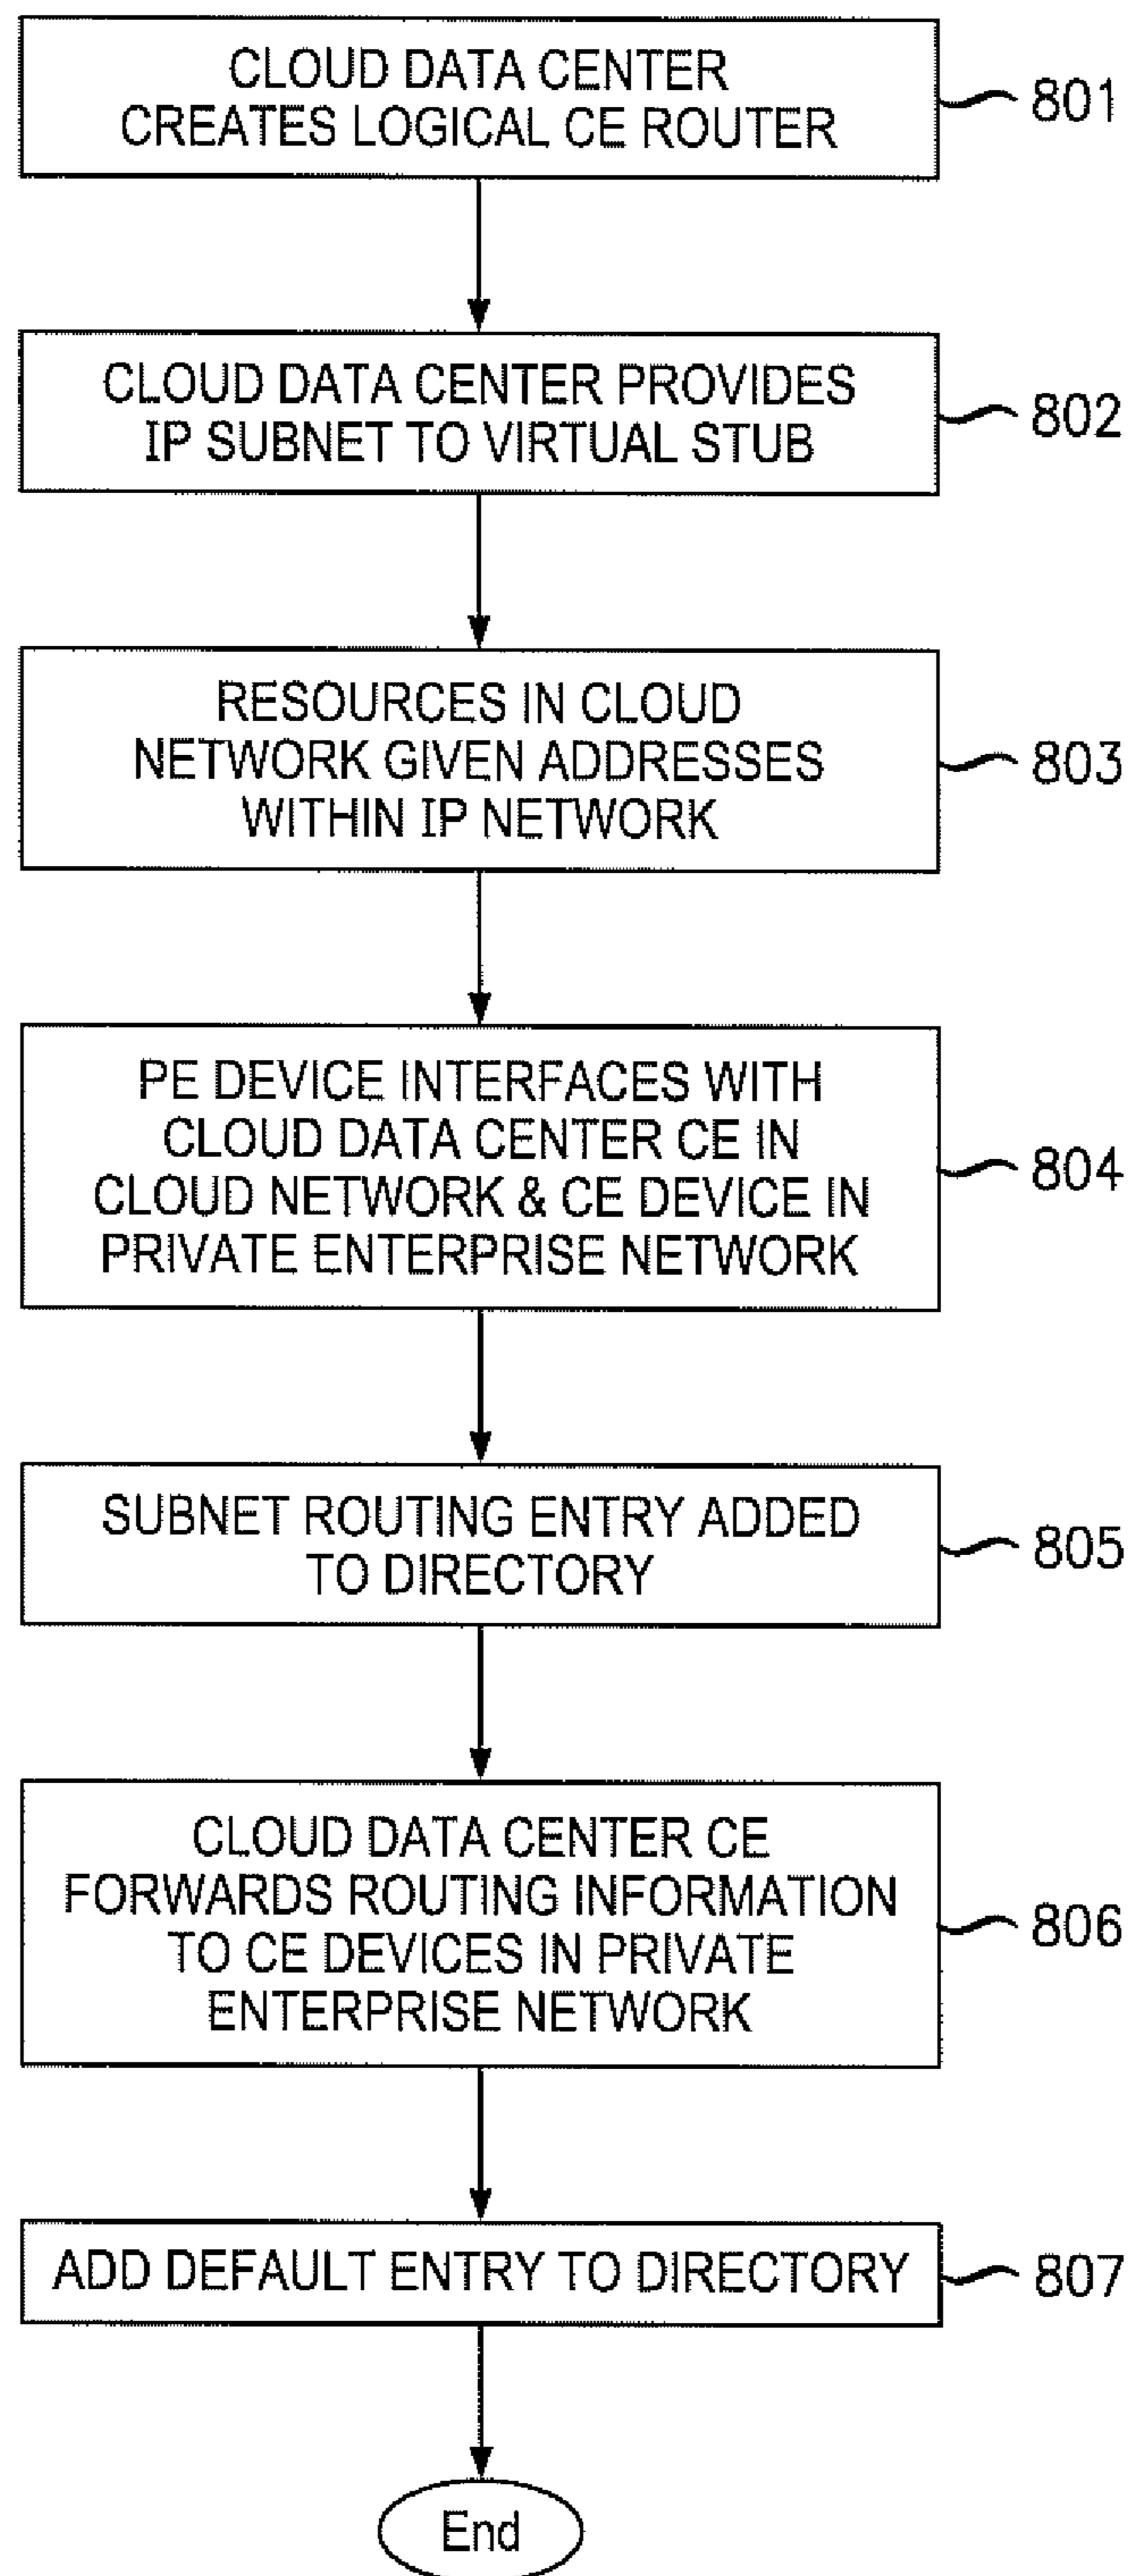 CLOUD DATA CENTER
CREATES LOGICAL CE ROUTER
801
CLOUD DATA CENTER PROVIDES
IP SUBNET TO VIRTUAL STUB
802
RESOURCES IN CLOUD
NETWORK GIVEN ADDRESSES
WITHIN IP NETWORK
803
PE DEVICE INTERFACES WITH
CLOUD DATA CENTER CE IN
CLOUD NETWORK & CE DEVICE IN
PRIVATE ENTERPRISE NETWORK
804
SUBNET ROUTING ENTRY ADDED
TO DIRECTORY
805
CLOUD DATA CENTER CE
FORWARDS ROUTING INFORMATION
TO CE DEVICES IN PRIVATE
ENTERPRISE NETWORK
806
ADD DEFAULT ENTRY TO DIRECTORY
807
End